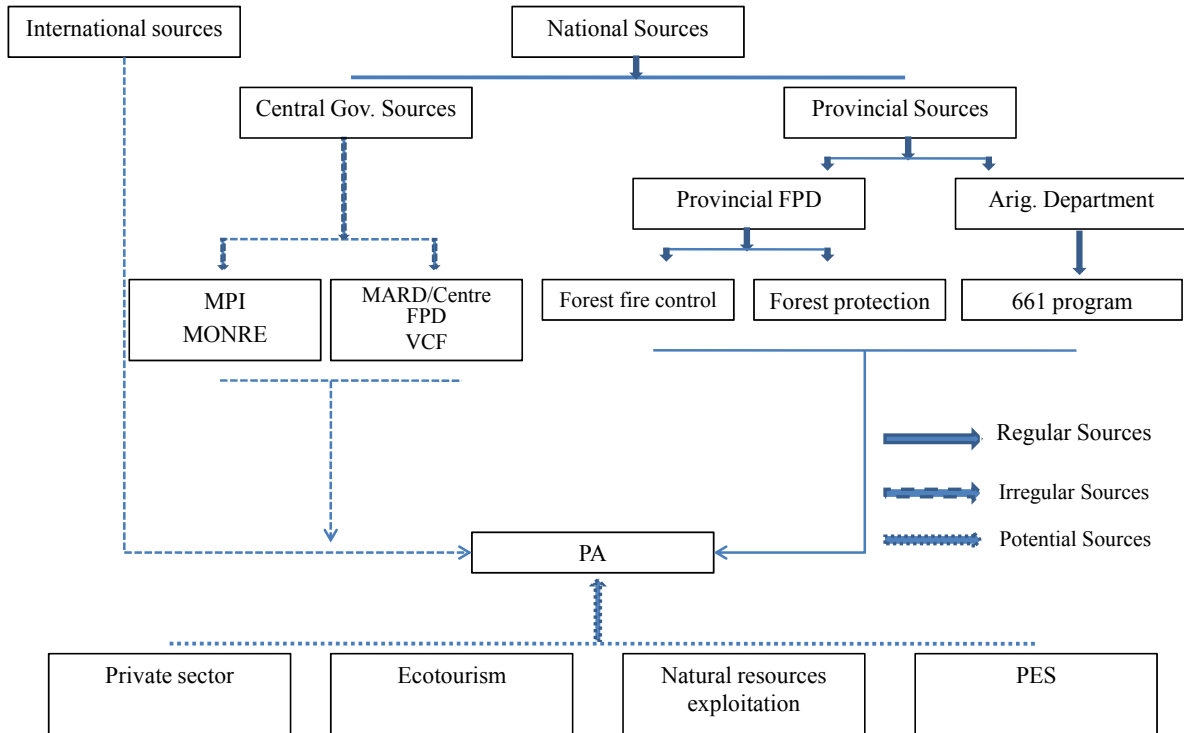 International sources
National Sources
Central Gov. Sources
Provincial Sources
Provincial FPD
Arig. Department
MPI
MONRE
MARD/Centre
FPD
VCF
Forest fire control
Forest protection
661 program
Regular Sources
Irregular Sources
Potential Sources
PA
Private sector
Ecotourism
Natural resources
exploitation
PES